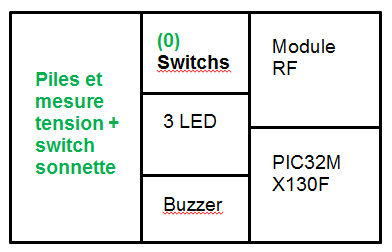 Piles et
mesure
tension +
switch
sonnette
(0)
Switchs
3 LED
Buzzer
Module
RF
PIC32M
X130F